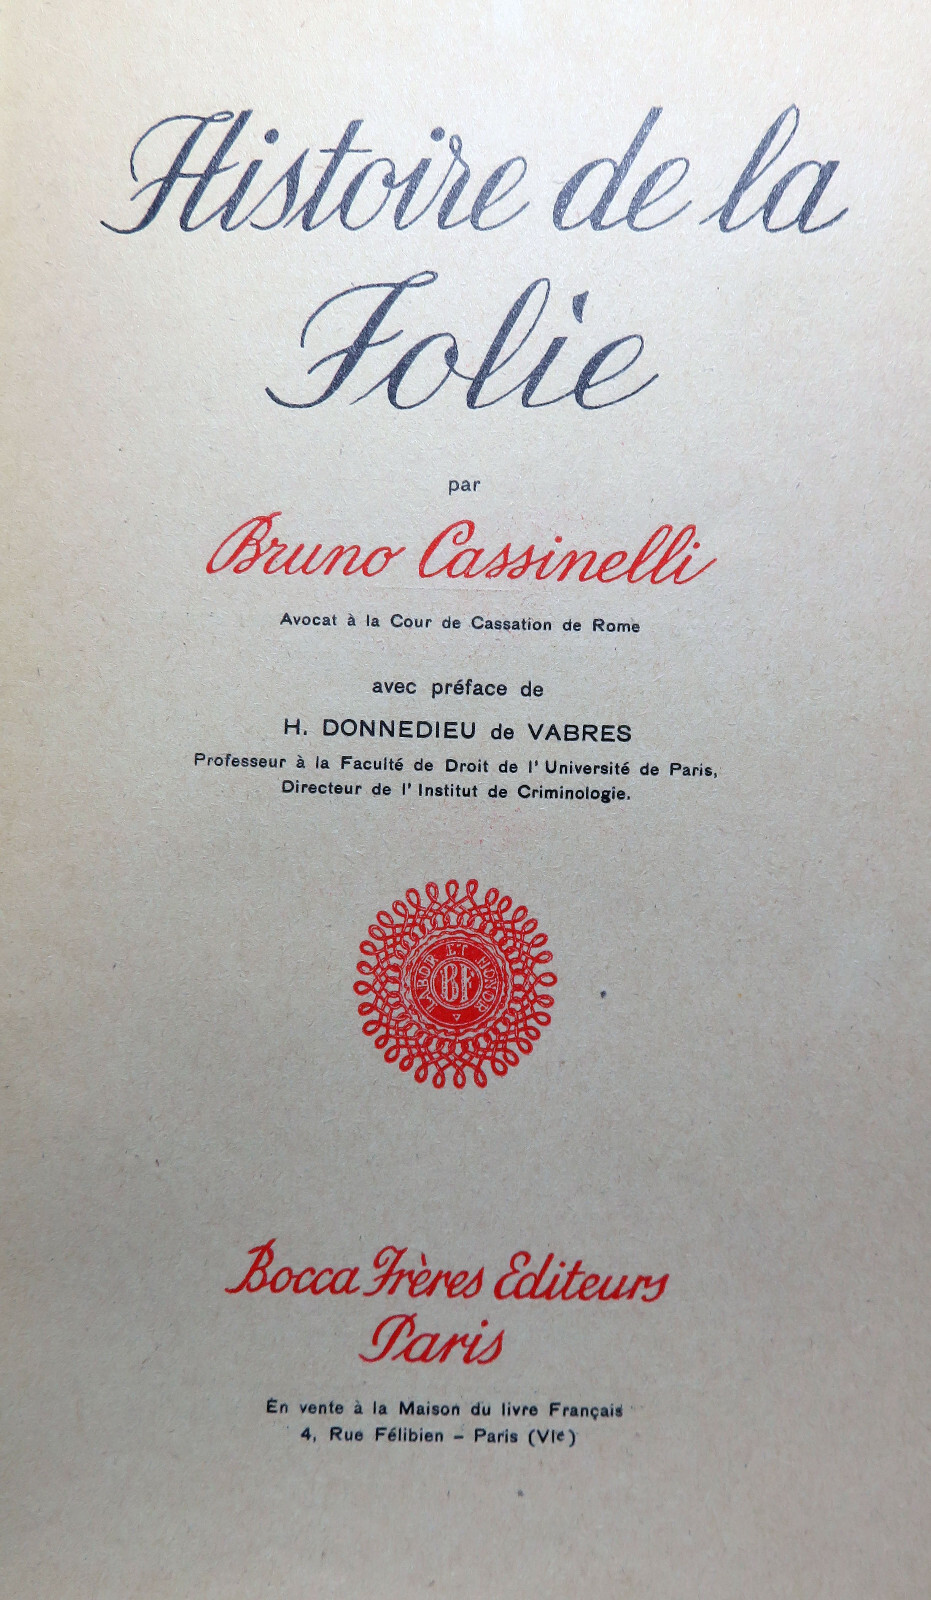 Histoire de la
Folie
par
Bruno Cassinelli
Avocat à la Cour de Cassation de Rome
avec préface de
H. DONNEDIEU de VABRES
Professeur à la Faculté de Droit de l' Université de Paris,
Directeur de l' Institut de Criminologie.
LABOR ET HONOR
BF
Bocca Frères Editeurs
Paris
En vente à la Maison du livre Français
4, Rue Félibien – Paris (VIe)